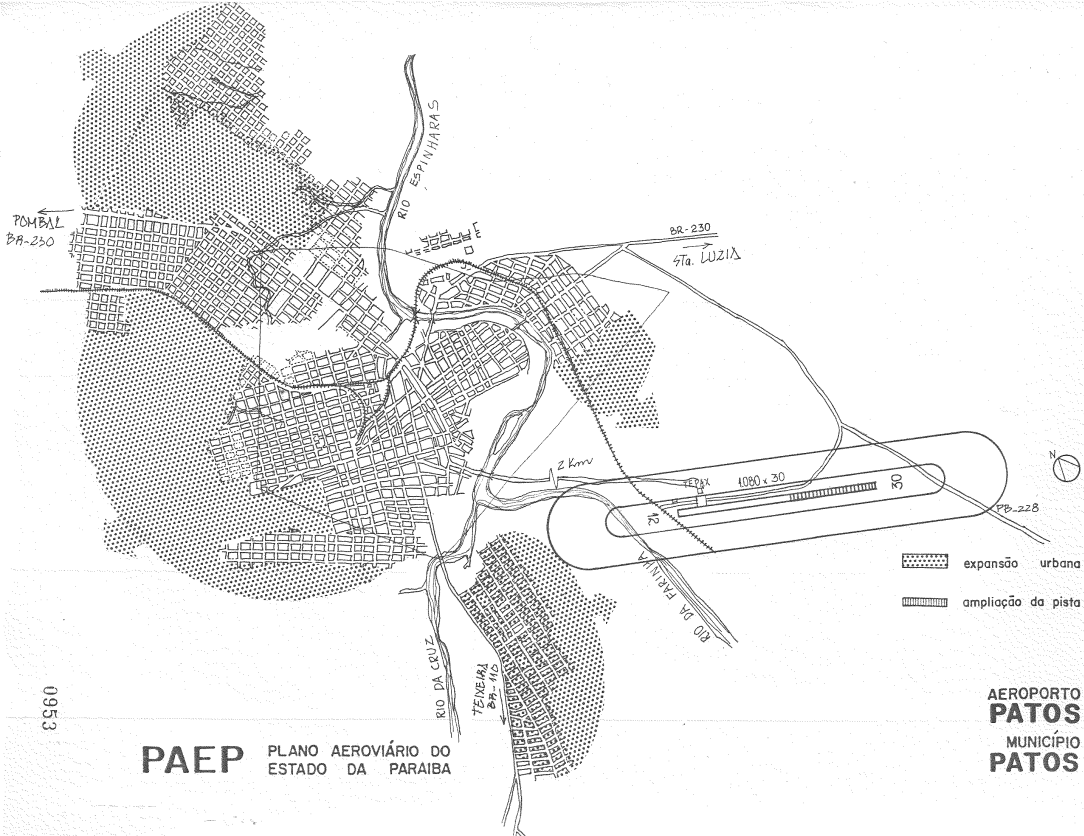 RIO ESPINHARAS
POMBAL
BR-230
BR-230
STa. LUZIA
2 Km
TEPAX
1.080 x 30
30
12
N
PB-228
expansão urbana
ampliação da pista
RIO DA FARINHA
RIO DA CRUZ
TEIXEIRA
BR-110
0953
AEROPORTO
PATOS
MUNICÍPIO
PATOS
PAEP
PLANO AEROVIÁRIO DO
ESTADO DA PARAIBA